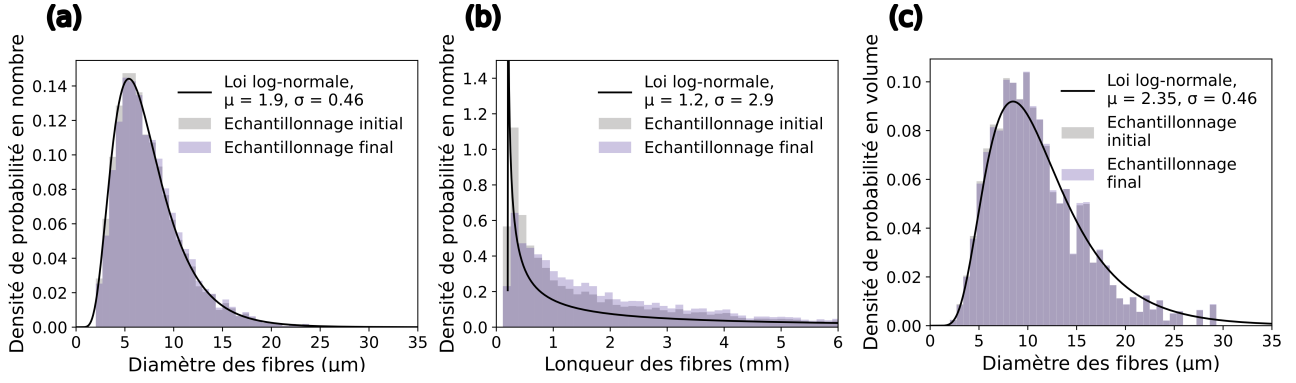 (a)
Densité de probabilité en nombre
0.14
0.12
0.10
0.08
0.06
0.04
0.02
0.00
0 5 10 15 20 25 30 35
Diamètre des fibres (μm)
Loi log-normale,
μ = 1.9, σ = 0.46
Echantillonnage initial
Echantillonnage final
(b)
Densité de probabilité en nombre
1.4
1.2
1.0
0.8
0.6
0.4
0.2
0.0
0 1 2 3 4 5 6
Longueur des fibres (mm)
Loi log-normale,
μ = 1.2, σ = 2.9
Echantillonnage initial
Echantillonnage final
(c)
Densité de probabilité en volume
0.10
0.08
0.06
0.04
0.02
0.00
0 5 10 15 20 25 30 35
Diamètre des fibres (μm)
Loi log-normale,
μ = 2.35, σ = 0.46
Echantillonnage
initial
Echantillonnage
final